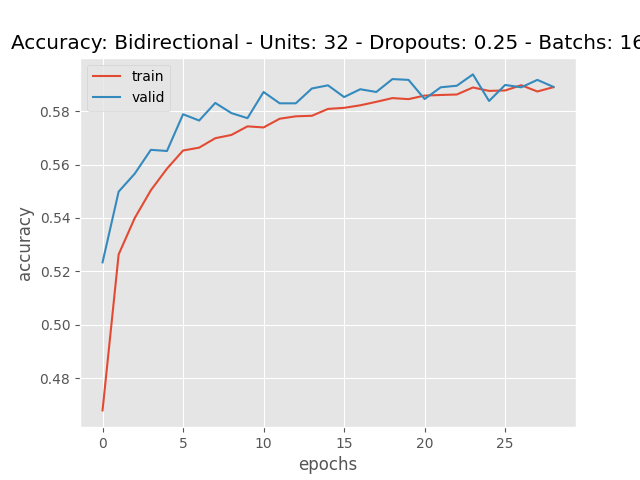 Accuracy: Bidirectional - Units: 32 - Dropouts: 0.25 - Batchs: 16
train
valid
0.58
0.56
0.54
0.52
0.50
0.48
accuracy
0 5 10 15 20 25
epochs